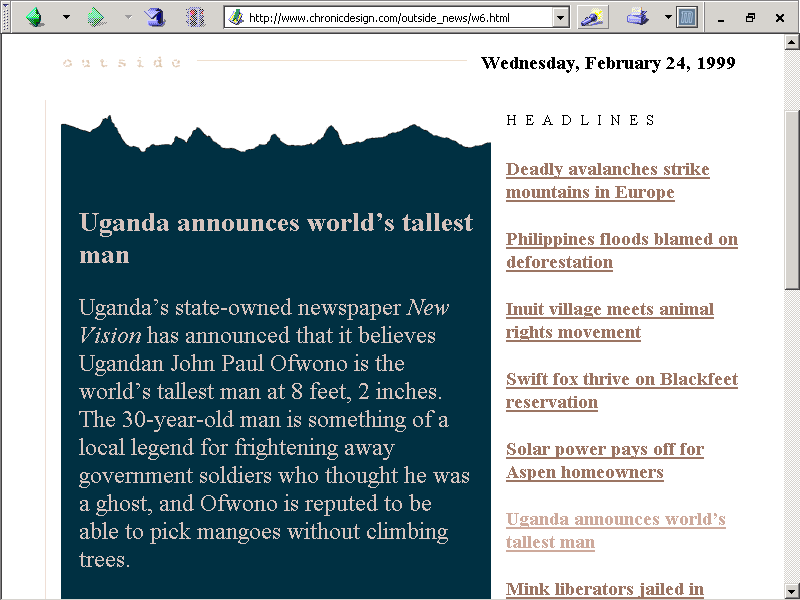 http://www.chronicdesign.com/outside_news/w6.html
outside
Wednesday, February 24, 1999
Uganda announces world’s tallest
man
Uganda’s state-owned newspaper New
Vision has announced that it believes
Ugandan John Paul Ofwono is the
world’s tallest man at 8 feet, 2 inches.
The 30-year-old man is something of a
local legend for frightening away
government soldiers who thought he was
a ghost, and Ofwono is reputed to be
able to pick mangoes without climbing
trees.
HEADLINES
Deadly avalanches strike
mountains in Europe
Philippines floods blamed on
deforestation
Inuit village meets animal
rights movement
Swift fox thrive on Blackfeet
reservation
Solar power pays off for
Aspen homeowners
Uganda announces world’s
tallest man
Mink liberators jailed in